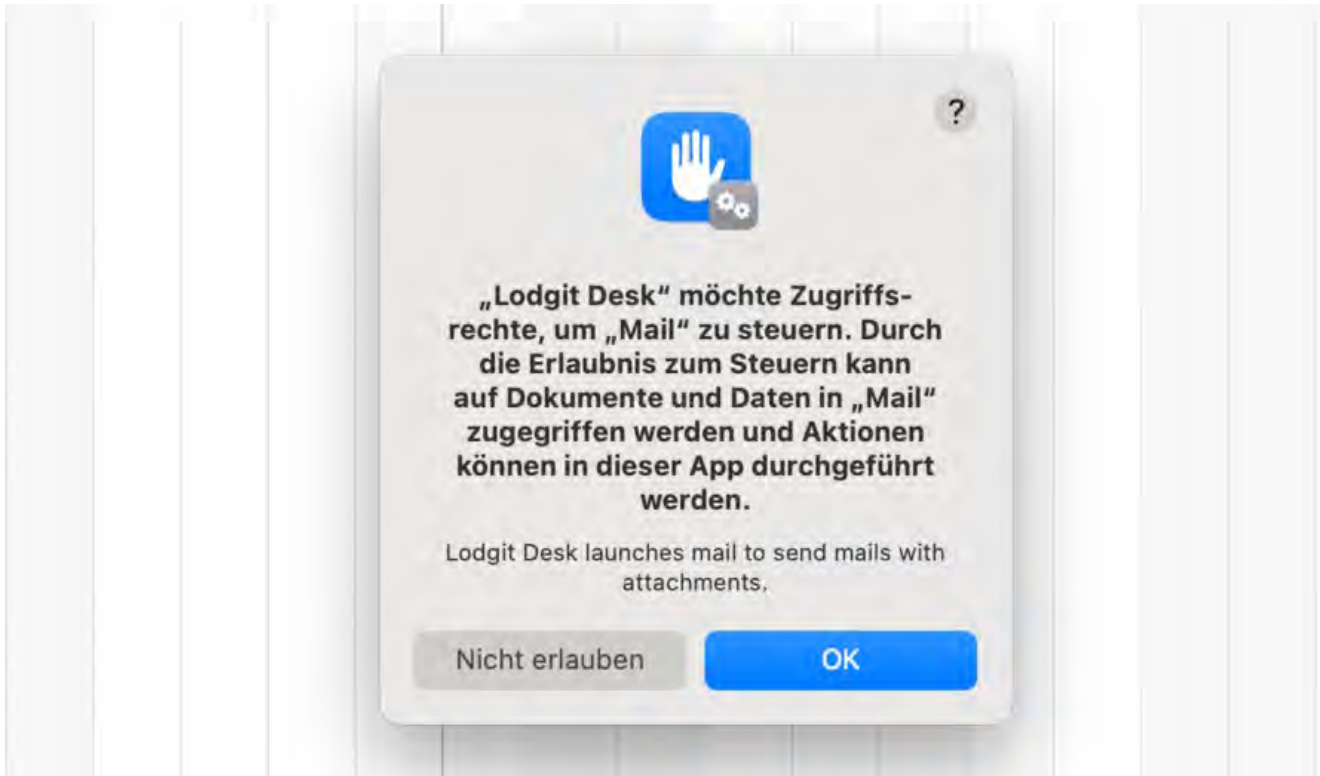 ?
„Lodgit Desk“ möchte Zugriffs-
rechte, um „Mail“ zu steuern. Durch
die Erlaubnis zum Steuern kann
auf Dokumente und Daten in „Mail“
zugegriffen werden und Aktionen
können in dieser App durchgeführt
werden.
Lodgit Desk launches mail to send mails with
attachments.
Nicht erlauben
OK